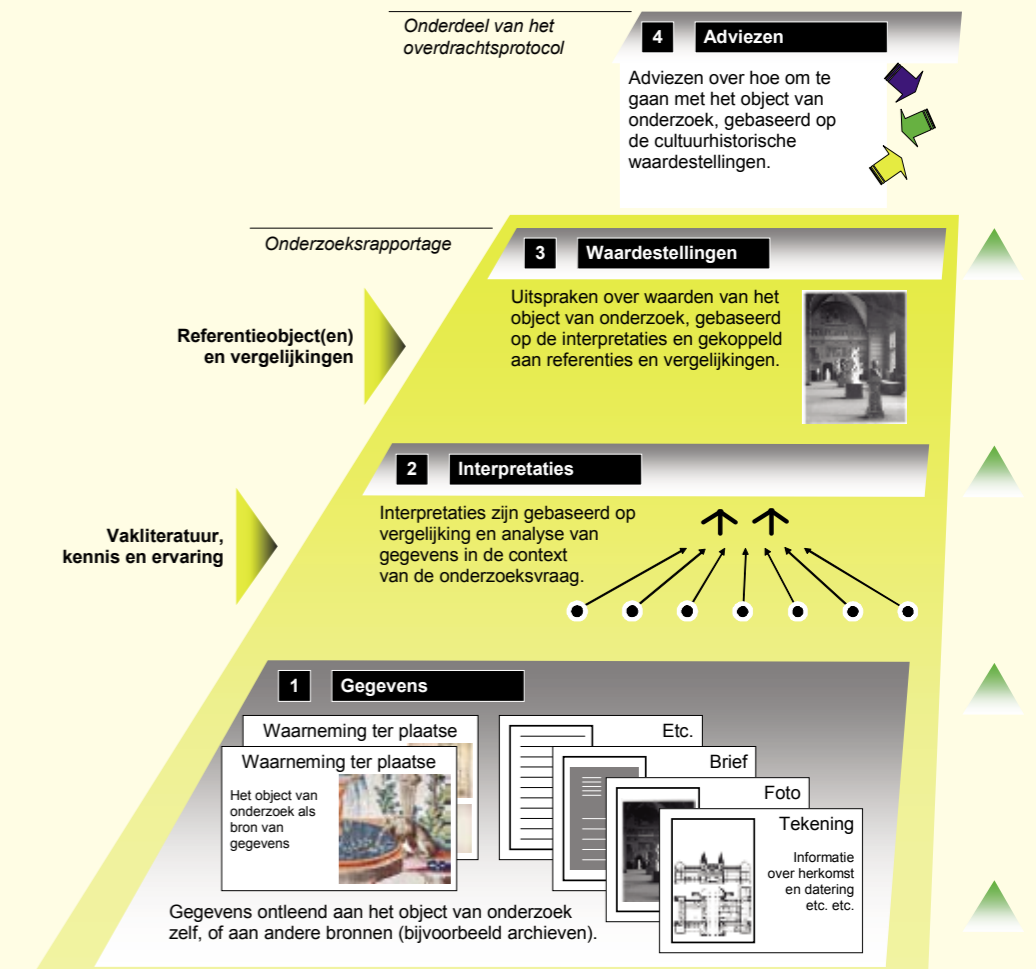 Onderdeel van het
overdrachtsprotocol
4 Adviezen
Adviezen over hoe om te
gaan met het object van
onderzoek, gebaseerd op
de cultuurhistorische
waardestellingen.
Onderzoeksrapportage
3 Waardestellingen
Uitspraken over waarden van het
object van onderzoek, gebaseerd
op de interpretaties en gekoppeld
aan referenties en vergelijkingen.
Referentieobject(en)
en vergelijkingen
2 Interpretaties
Interpretaties zijn gebaseerd op
vergelijking en analyse van
gegevens in de context
van de onderzoeksvraag.
Vakliteratuur,
kennis en ervaring
1 Gegevens
Waarneming ter plaatse
Waarneming ter plaatse
Het object van
onderzoek als
bron van
gegevens
Etc.
Brief
Foto
Tekening
Informatie
over herkomst
en datering
etc. etc.
Gegevens ontleend aan het object van onderzoek
zelf, of aan andere bronnen (bijvoorbeeld archieven).